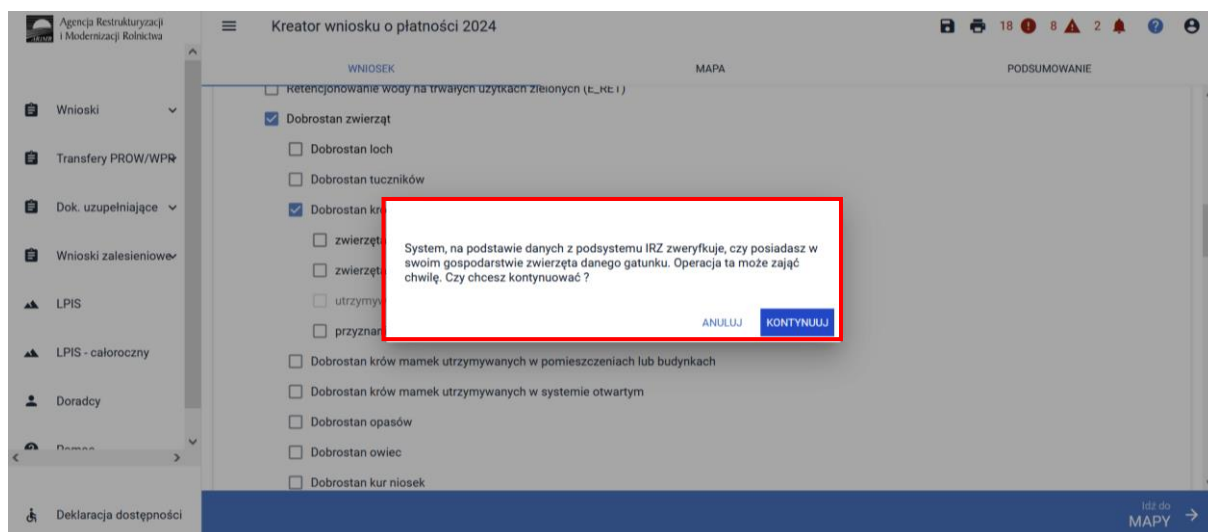 Agencja Restrukturyzacji
i Modernizacji Rolnictwa
Kreator wniosku o płatności 2024
18
8
2
WNIOSEK
MAPA
PODSUMOWANIE
Wnioski
Transfery PROW/WPR
Dok. uzupełniające
Wnioski zalesieniowe
LPIS
LPIS - całoroczny
Doradcy
Pomoc
Deklaracja dostępności
Retencjonowanie wody na trwałych użytkach zielonych (E_RET)
Dobrostan zwierząt
Dobrostan loch
Dobrostan tuczników
Dobrostan
zwierzęta
zwierzęta
Dobrostan krów mamek utrzymywanych w pomieszczeniach lub budynkach
Dobrostan krów mamek utrzymywanych w systemie otwartym
Dobrostan opasów
Dobrostan owiec
Dobrostan kur niosek
System, na podstawie danych z podsystemu IRZ zweryfkuje, czy posiadasz w
swoim gospodarstwie zwierzęta danego gatunku. Operacja ta może zająć
chwilę. Czy chcesz kontynuować ?
ANULUJ
KONTYNUUJ
Idź do
MAPY